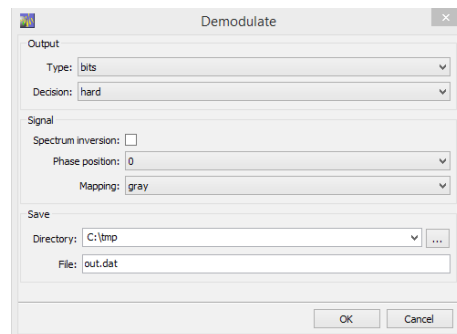 Demodulate
Output
Type: bits
Decision: hard
Signal
Spectrum inversion:
Phase position: 0
Mapping: gray
Save
Directory: C:\tmp ...
File: out.dat
OK Cancel